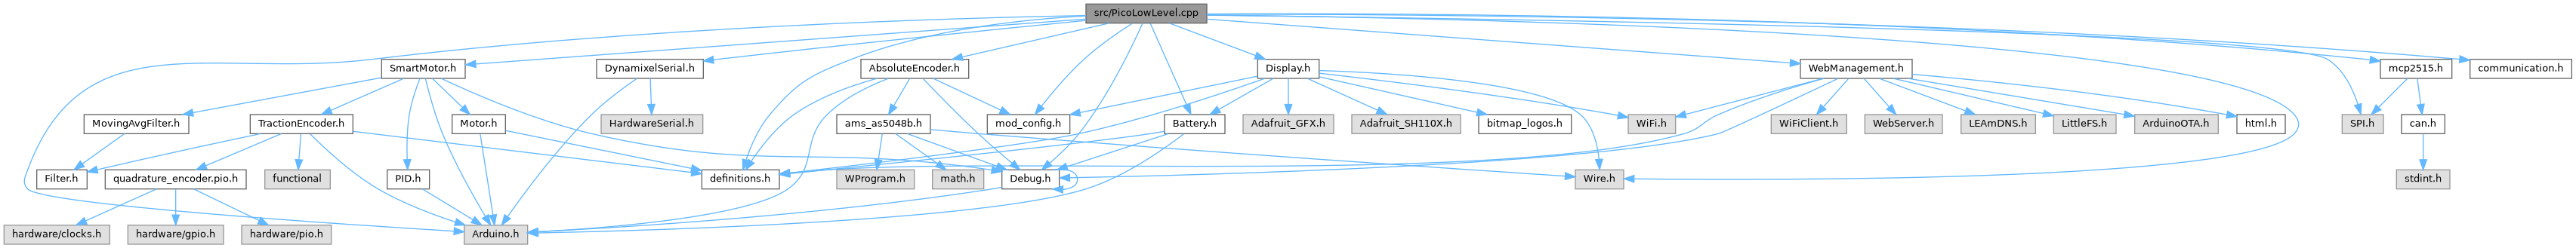 src/PicoLowLevel.cpp
SmartMotor.h
DynamixelSerial.h
AbsoluteEncoder.h
Display.h
WebManagement.h
mcp2515.h
communication.h
MovingAvgFilter.h
TractionEncoder.h
Motor.h
HardwareSerial.h
ams_as5048b.h
mod_config.h
Battery.h
Adafruit_GFX.h
Adafruit_SH110X.h
bitmap_logos.h
WiFi.h
WiFiClient.h
WebServer.h
LEAmDNS.h
LittleFS.h
ArduinoOTA.h
html.h
SPI.h
can.h
Filter.h
quadrature_encoder.pio.h
functional
PID.h
definitions.h
WProgram.h
math.h
Debug.h
Wire.h
stdint.h
hardware/clocks.h
hardware/gpio.h
hardware/pio.h
Arduino.h